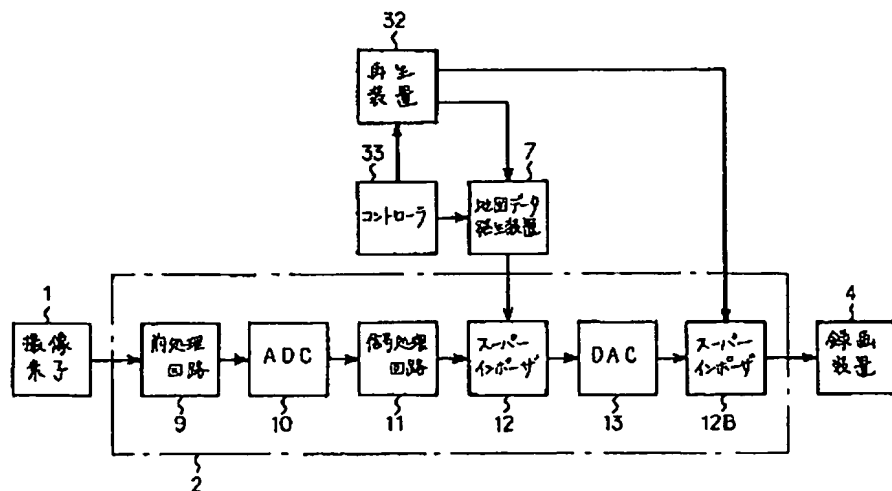 32
再生
装置
33
コントローラ
7
地図データ
発生装置
1
撮像
素子
前処理
回路
9
ADC
10
信号処理
回路
11
スーパー
インポーザ
12
DAC
13
スーパー
インポーザ
12B
4
録画
装置
2